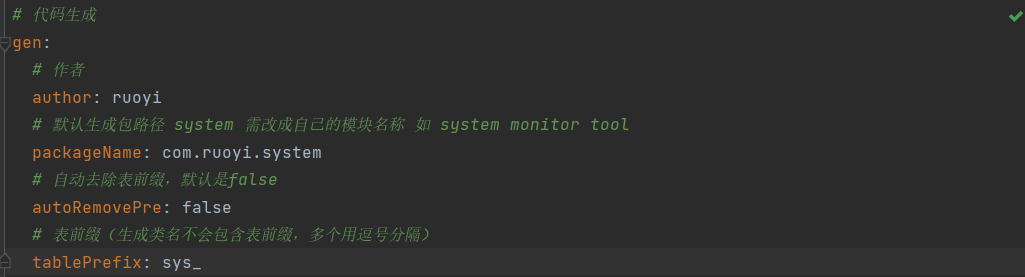 # 代码生成
gen:
# 作者
author: ruoyi
# 默认生成包路径 system 需改成自己的模块名称 如 system monitor tool
packageName: com.ruoyi.system
# 自动去除表前缀，默认是false
autoRemovePre: false
# 表前缀（生成类名不会包含表前缀，多个用逗号分隔）
tablePrefix: sys_